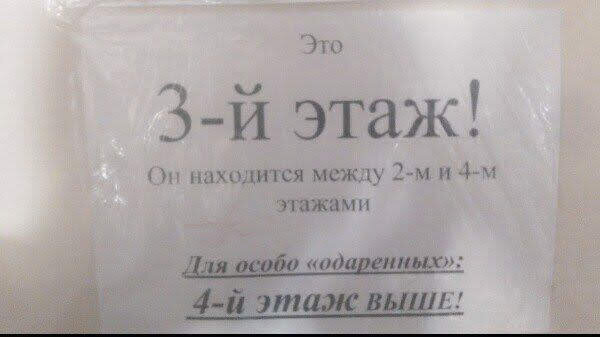 Это
3-й этаж!
Он находится между 2-м и 4-м
этажами
Для особо «одаренных»:
4-й этаж ВЫШЕ!